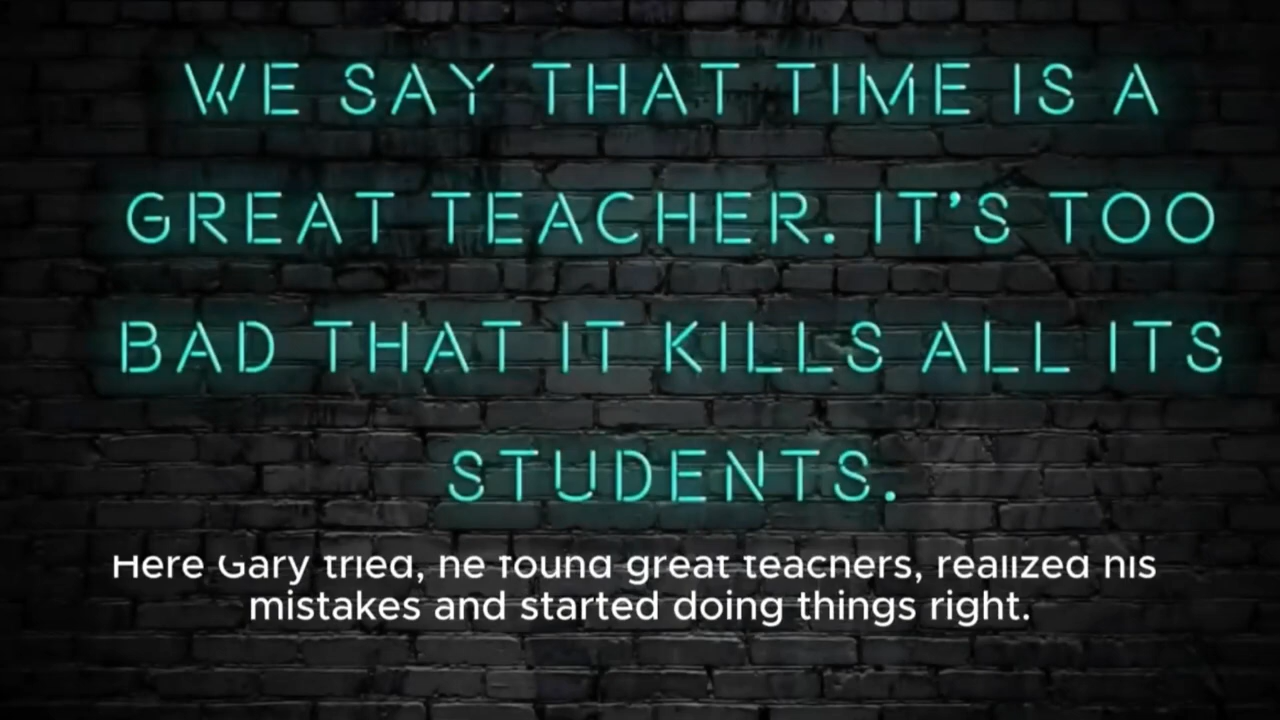 WE SAY THAT TIME IS A
GREAT TEACHER. IT'S TOO
BAD THAT IT KILLS ALL ITS
STUDENTS.
Here Gary tried, he found great teachers, realized his
mistakes and started doing things right.